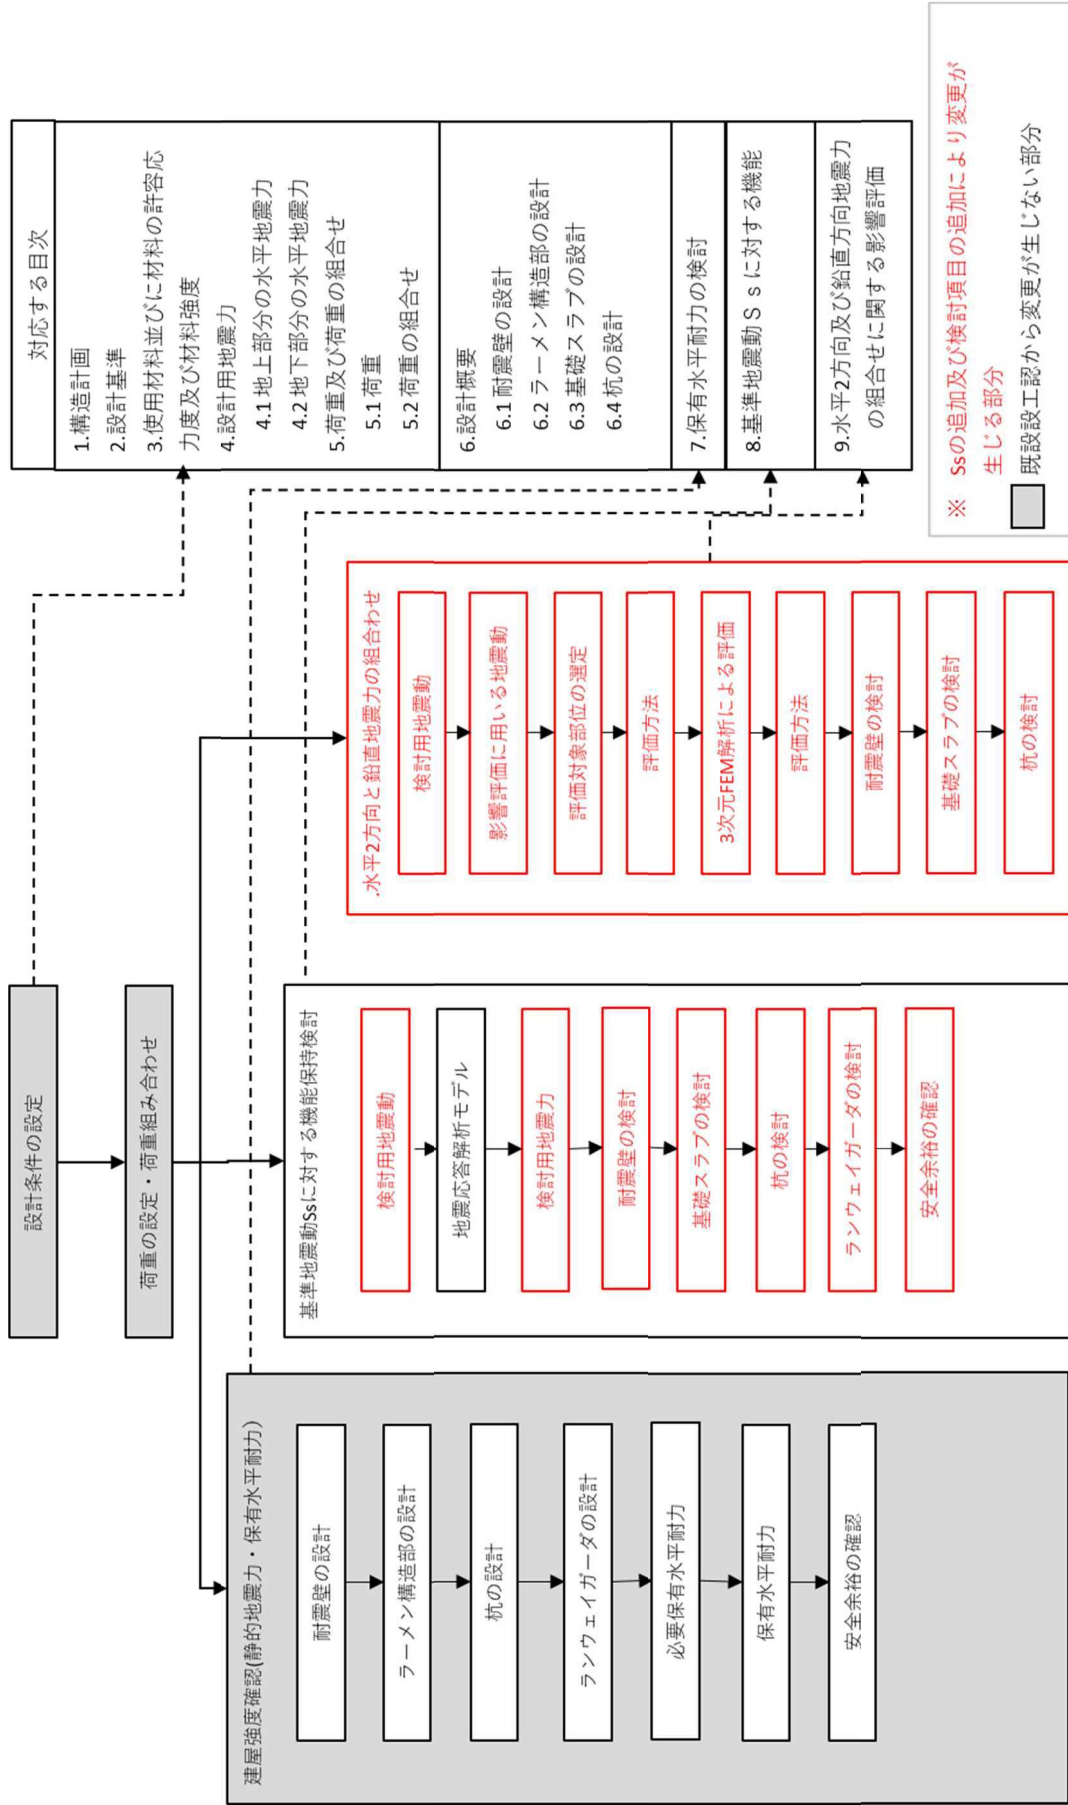 設計条件の設定
荷重の設定・荷重組み合わせ
建屋強度確認(静的地震力・保有水平耐力)
耐震壁の設計
ラーメン構造部の設計
杭の設計
ランウェイガーダの設計
必要保有水平耐力
保有水平耐力
安全余裕の確認
基準地震動Ssに対する機能保持検討
検討用地震動
地震応答解析モデル
検討用地震力
耐震壁の検討
基礎スラブの検討
杭の検討
ランウェイガーダの検討
安全余裕の確認
.水平2方向と鉛直地震力の組合わせ
検討用地震動
影響評価に用いる地震動
評価対象部位の選定
評価方法
3次元FEM解析による評価
評価方法
耐震壁の検討
基礎スラブの検討
杭の検討
対応する目次
1.構造計画
2.設計基準
3.使用材料並びに材料の許容応
力度及び材料強度
4.設計用地震力
4.1 地上部分の水平地震力
4.2 地下部分の水平地震力
5.荷重及び荷重の組合せ
5.1 荷重
5.2 荷重の組合せ
6.設計概要
6.1 耐震壁の設計
6.2 ラーメン構造部の設計
6.3 基礎スラブの設計
6.4 杭の設計
7.保有水平耐力の検討
8.基準地震動Ｓｓに対する機能
9.水平2方向及び鉛直方向地震力
の組合せに関する影響評価
※ Ssの追加及び検討項目の追加により変更が
生じる部分
既設設工認から変更が生じない部分